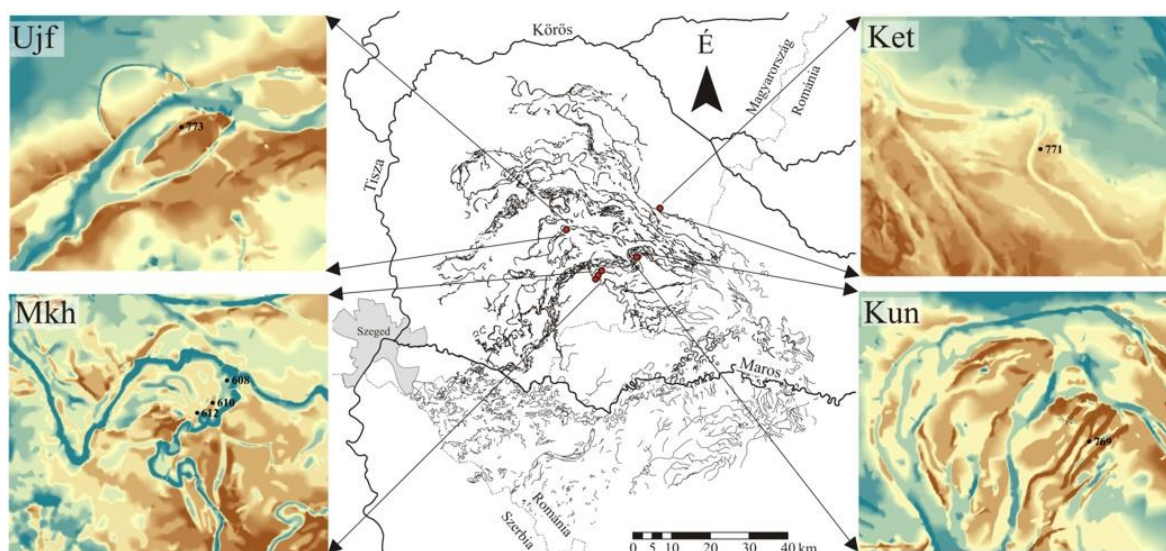 Ujf
773
Körös
É
Magyarország
Románia
Ket
771
Tisza
Mkh
608
610
612
Szeged
Maros
Kun
769
Románia
Szerbia
0 5 10 20 30 40 km